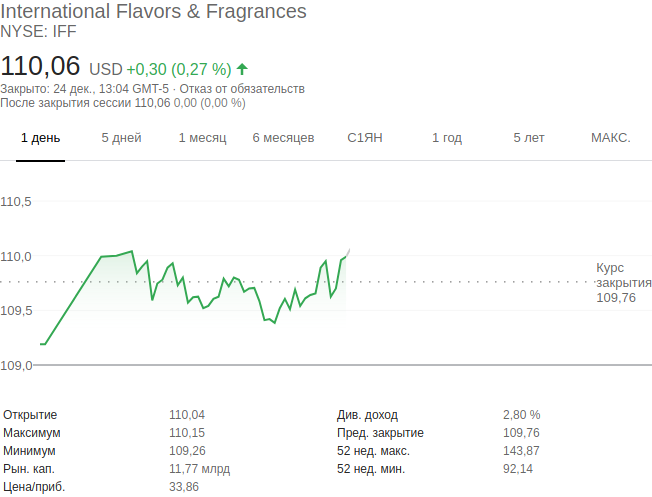 International Flavors & Fragrances
NYSE: IFF
110,06 USD +0,30 (0,27 %)
Закрыто: 24 дек., 13:04 GMT-5 · Отказ от обязательств
После закрытия сессии 110,06 0,00 (0,00 %)
1 день 5 дней 1 месяц 6 месяцев С1ЯН 1 год 5 лет МАКС.
110,5
110,0
Курс
закрытия
109,76
109,5
109,0
Открытие 110,04 Див. доход 2,80 %
Максимум 110,15 Пред. закрытие 109,76
Минимум 109,26 52 нед. макс. 143,87
Рын. кап. 11,77 млрд 52 нед. мин. 92,14
Цена/приб. 33,86